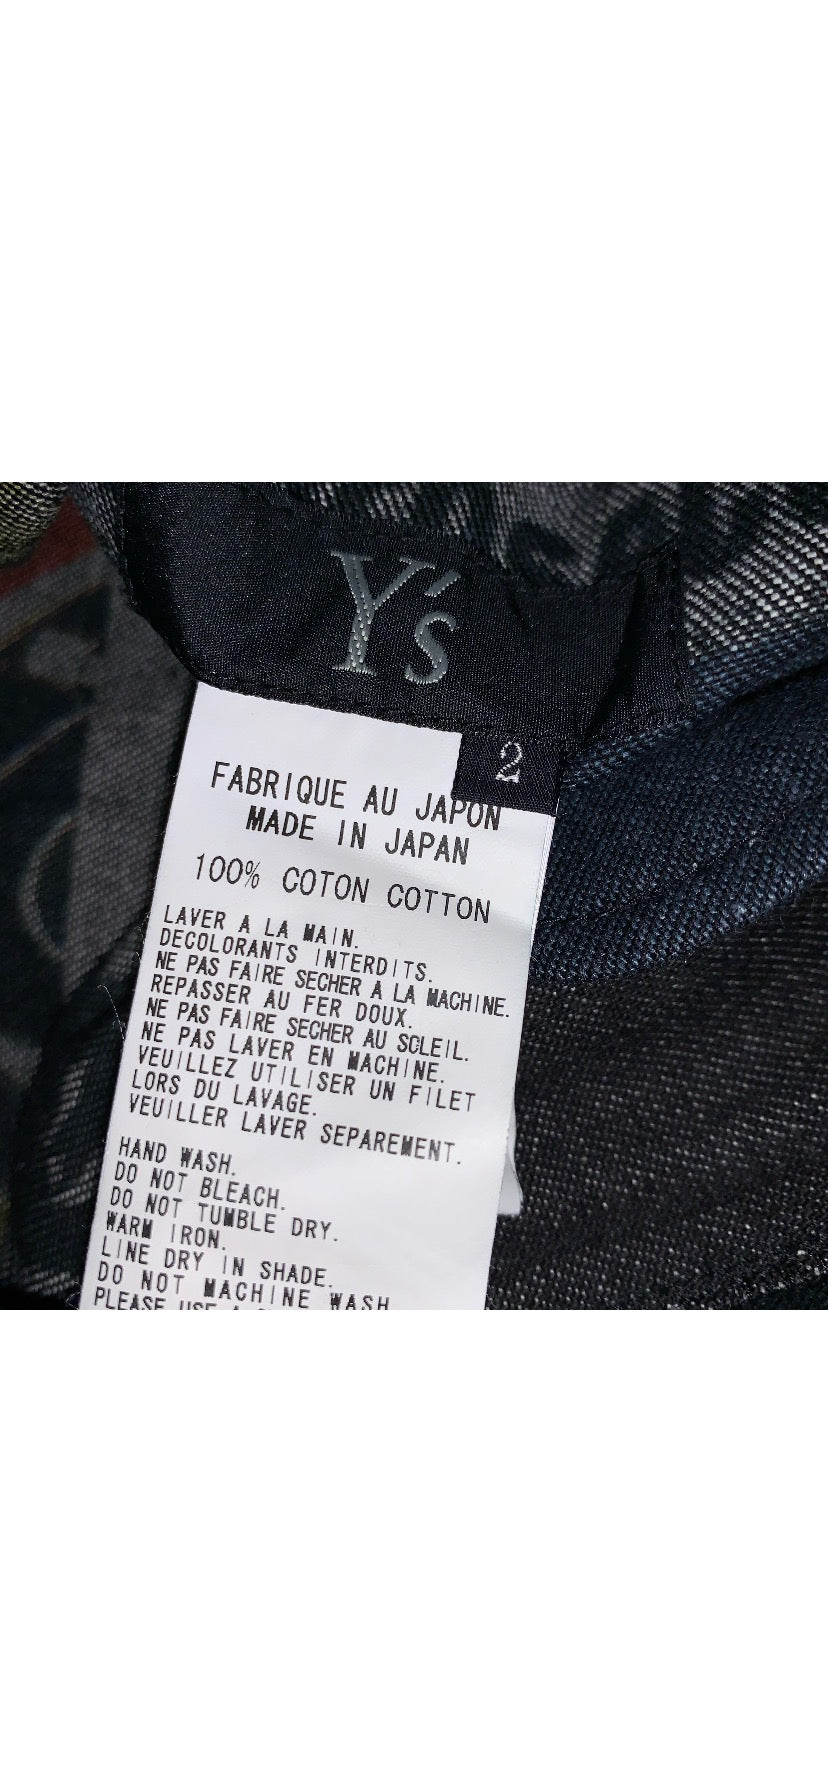 Y's
2
FABRIQUE AU JAPON
MADE IN JAPAN
100% COTON COTTON
LAVER A LA MAIN.
DECOLORANTS INTERDITS.
NE PAS FAIRE SECHER A LA MACHINE.
REPASSER AU FER DOUX.
NE PAS FAIRE SECHER AU SOLEIL.
NE PAS LAVER EN MACHINE.
VEUILLEZ UTILISER UN FILET
LORS DU LAVAGE.
VEUILLER LAVER SEPAREMENT.
HAND WASH.
DO NOT BLEACH.
DO NOT TUMBLE DRY.
WARM IRON.
LINE DRY IN SHADE.
DO NOT MACHINE WASH
PLEASE USE A